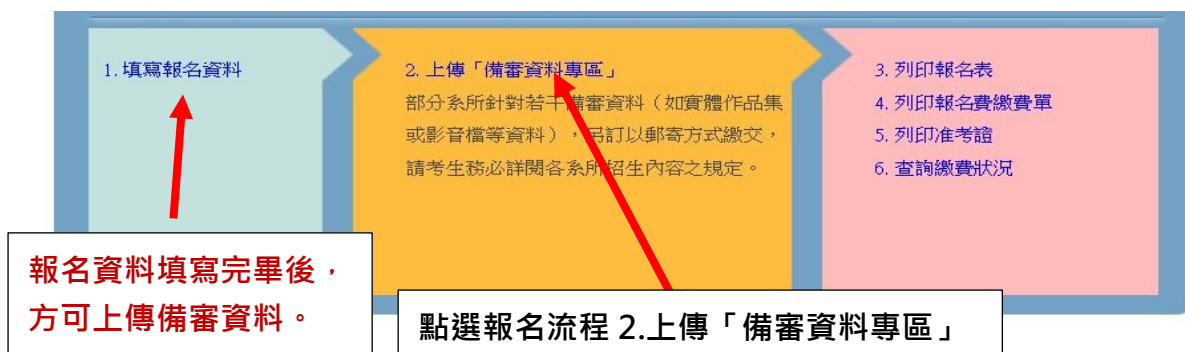 1. 填寫報名資料
2. 上傳「備審資料專區」
部分系所針對若干備審資料（如實體作品集
或影音檔等資料），另訂以郵寄方式繳交，
請考生務必詳閱各系所招生內容之規定。
3. 列印報名表
4. 列印報名費繳費單
5. 列印准考證
6. 查詢繳費狀況
報名資料填寫完畢後，
方可上傳備審資料。
點選報名流程 2.上傳「備審資料專區」